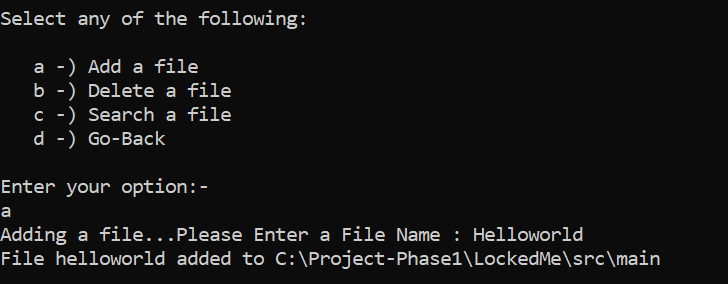 Select any of the following:
a -) Add a file
b -) Delete a file
c -) Search a file
d -) Go-Back
Enter your option:-
a
Adding a file...Please Enter a File Name : Helloworld
File helloworld added to C:\Project-Phase1\LockedMe\src\main